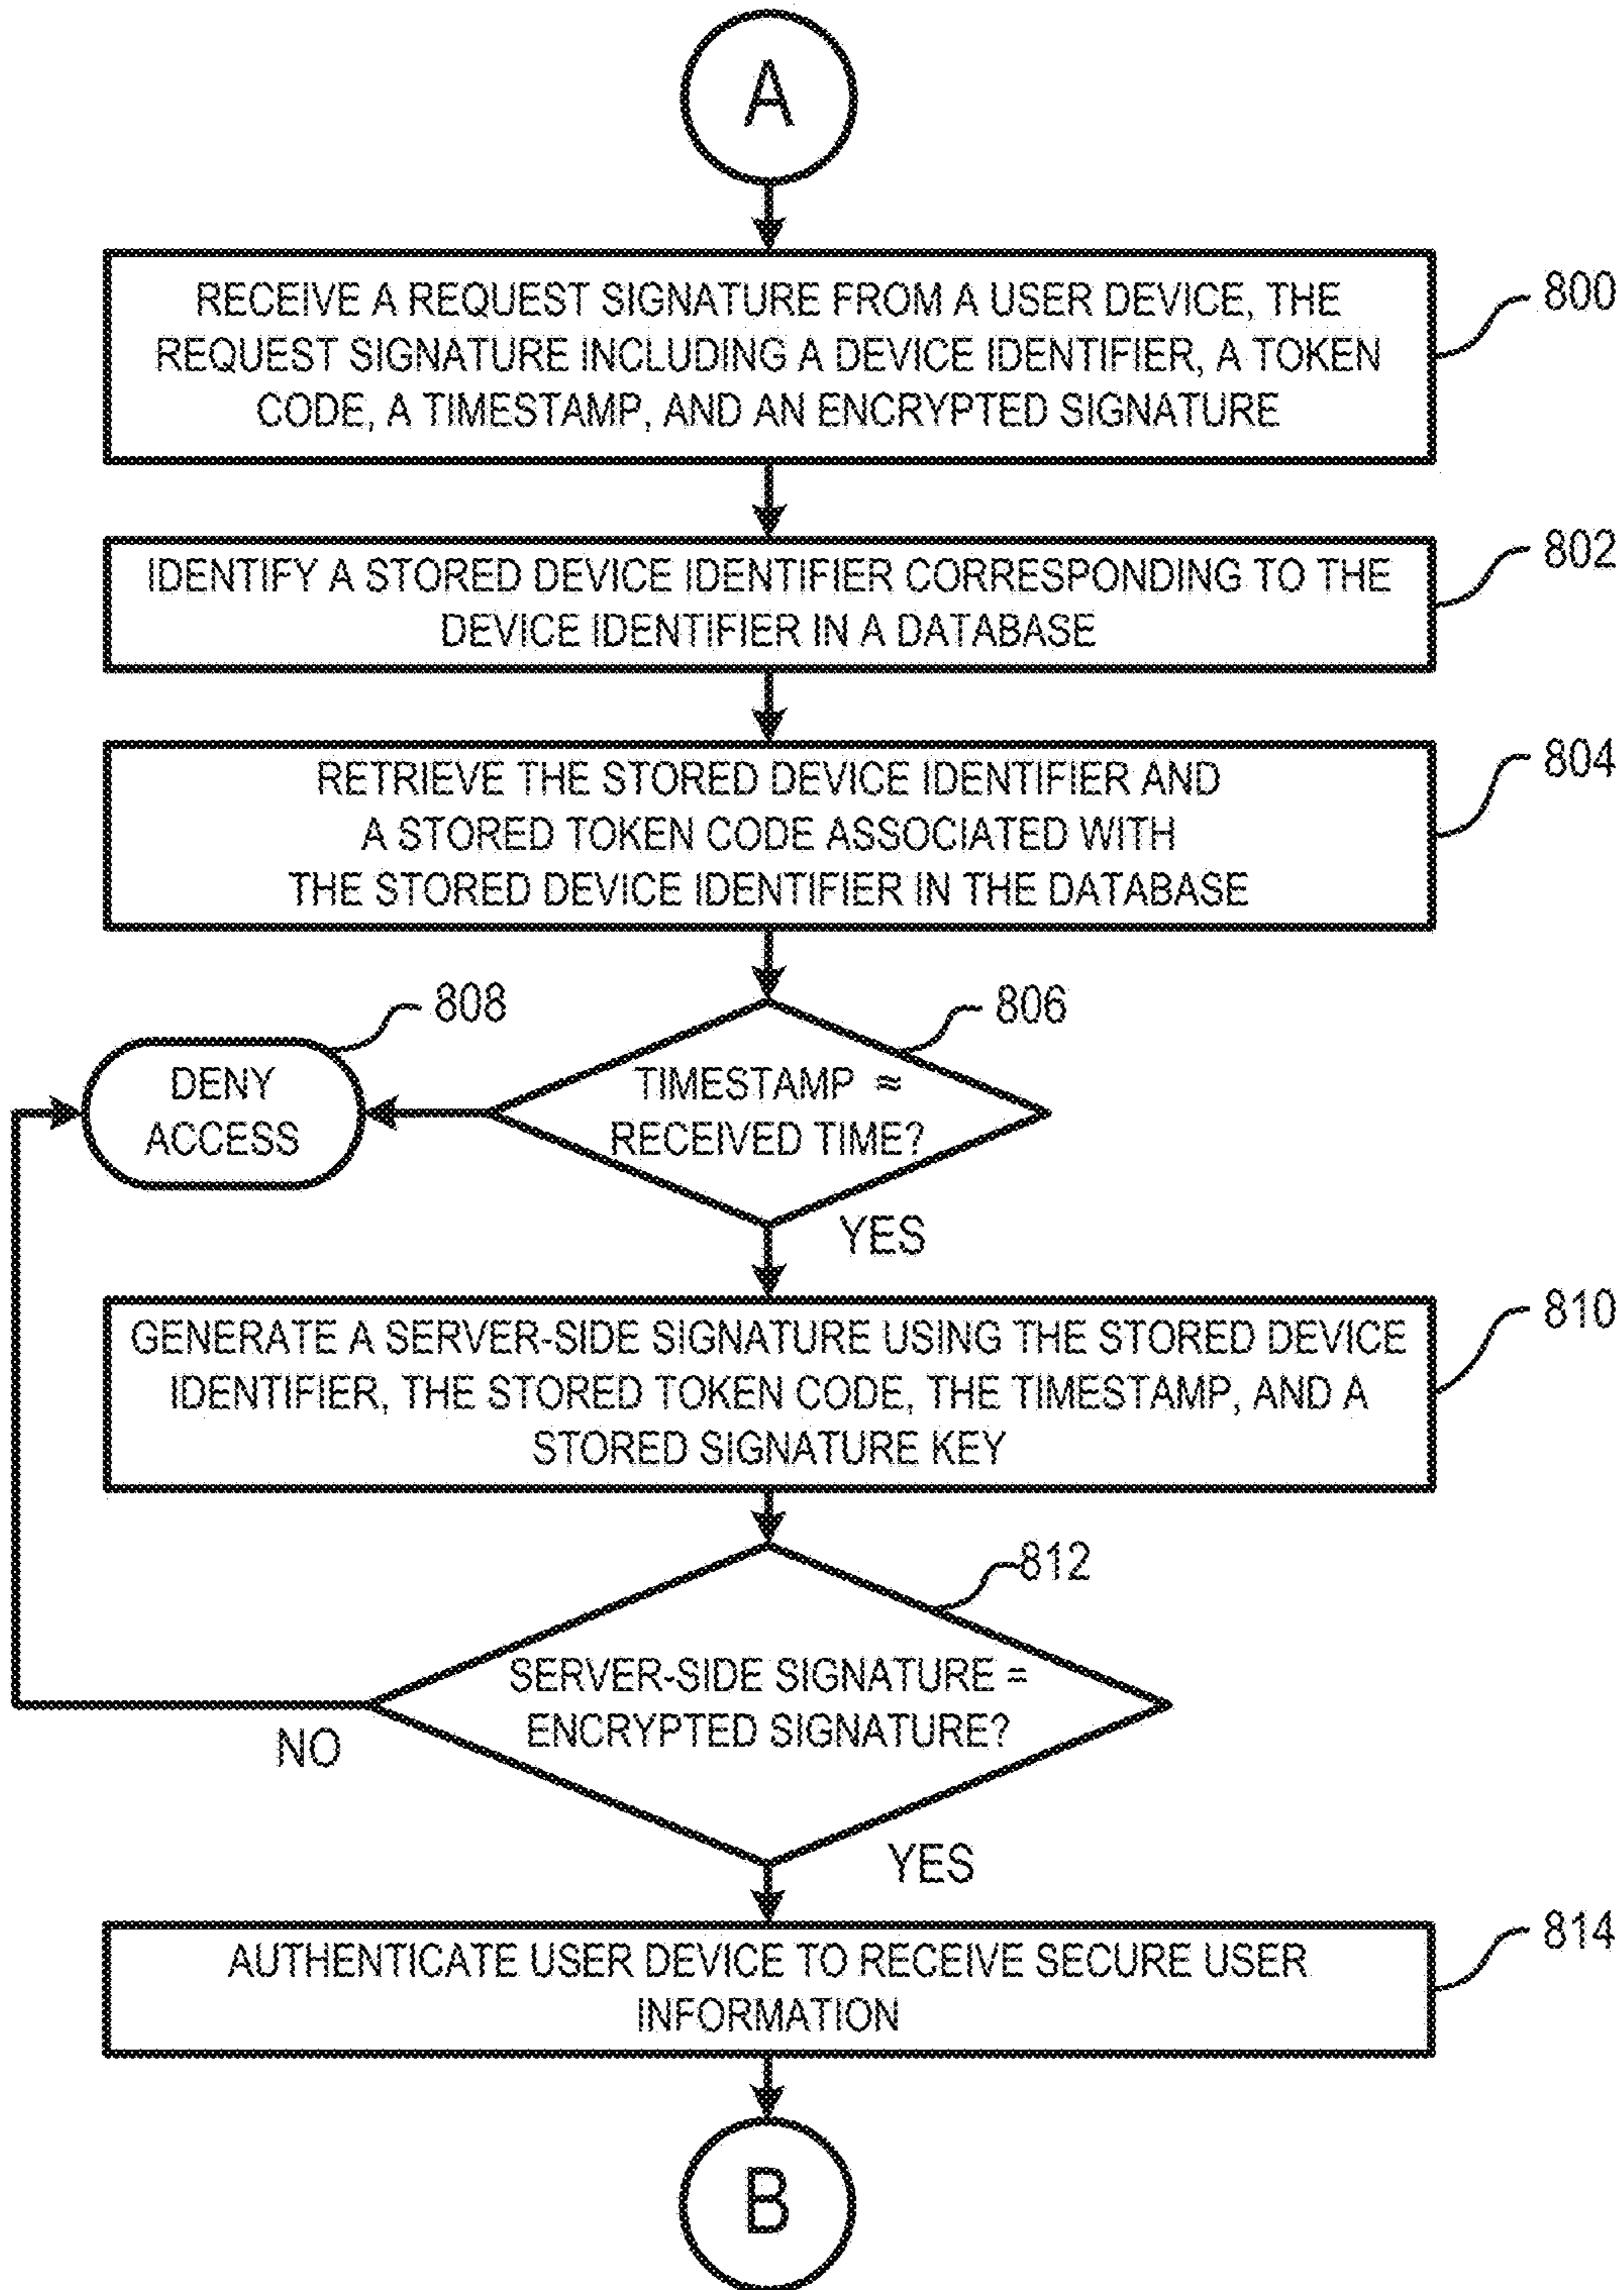 A
RECEIVE A REQUEST SIGNATURE FROM A USER DEVICE, THE
REQUEST SIGNATURE INCLUDING A DEVICE IDENTIFIER, A TOKEN
CODE, A TIMESTAMP, AND AN ENCRYPTED SIGNATURE
800
IDENTIFY A STORED DEVICE IDENTIFIER CORRESPONDING TO THE
DEVICE IDENTIFIER IN A DATABASE
802
RETRIEVE THE STORED DEVICE IDENTIFIER AND
A STORED TOKEN CODE ASSOCIATED WITH
THE STORED DEVICE IDENTIFIER IN THE DATABASE
804
808
DENY
ACCESS
806
TIMESTAMP ≈
RECEIVED TIME?
YES
GENERATE A SERVER-SIDE SIGNATURE USING THE STORED DEVICE
IDENTIFIER, THE STORED TOKEN CODE, THE TIMESTAMP, AND A
STORED SIGNATURE KEY
810
812
SERVER-SIDE SIGNATURE =
ENCRYPTED SIGNATURE?
NO
YES
AUTHENTICATE USER DEVICE TO RECEIVE SECURE USER
INFORMATION
814
B